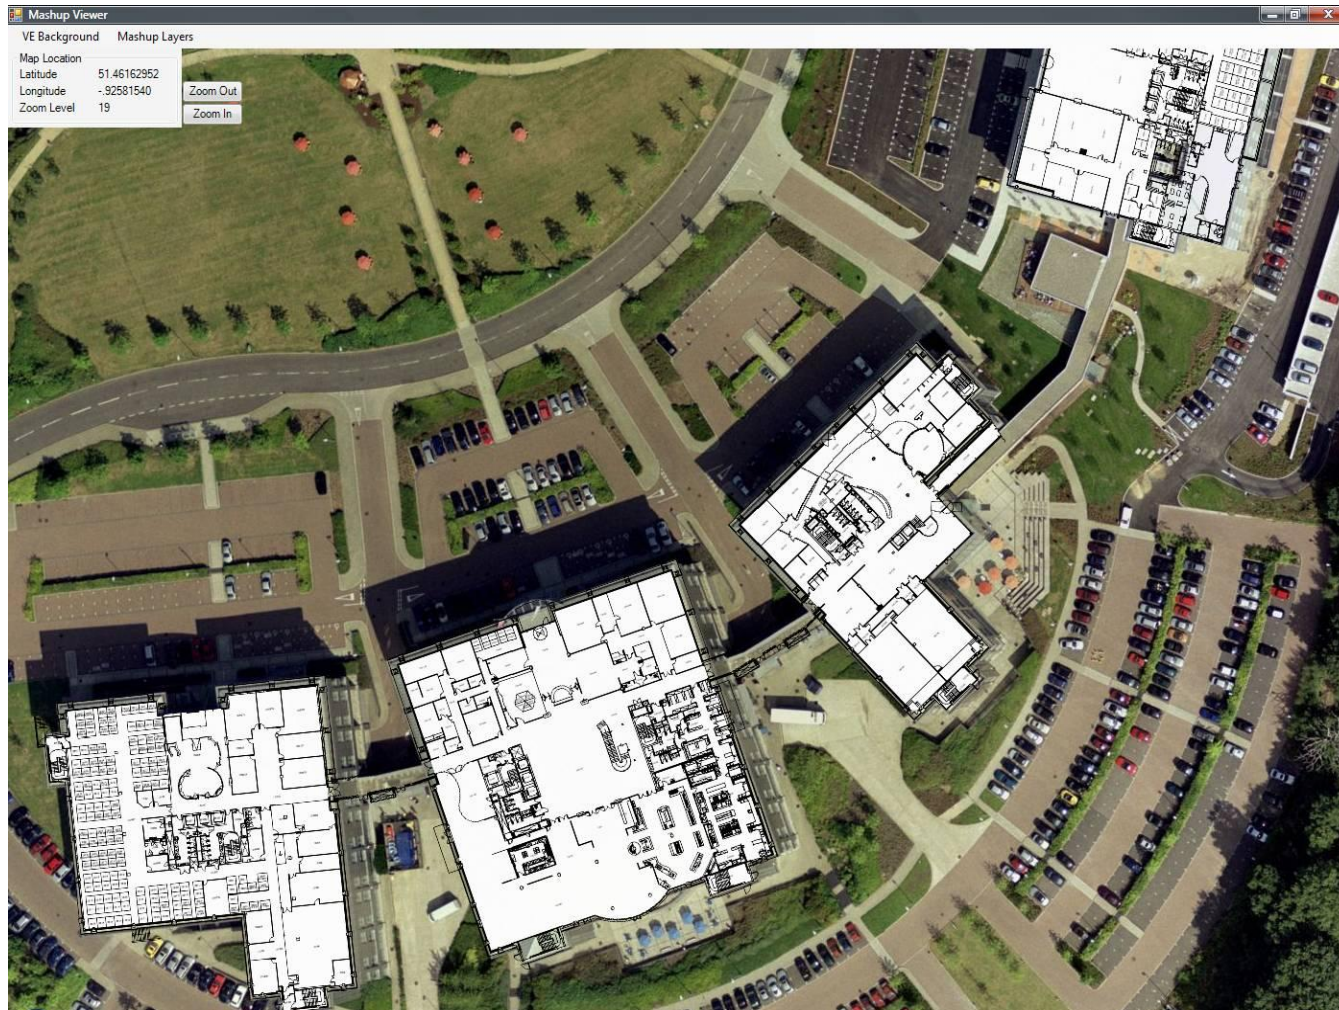 Mashup Viewer
VE Background Mashup Layers
Map Location
Latitude 51.46162952
Longitude -.92581540
Zoom Level 19
Zoom Out
Zoom In